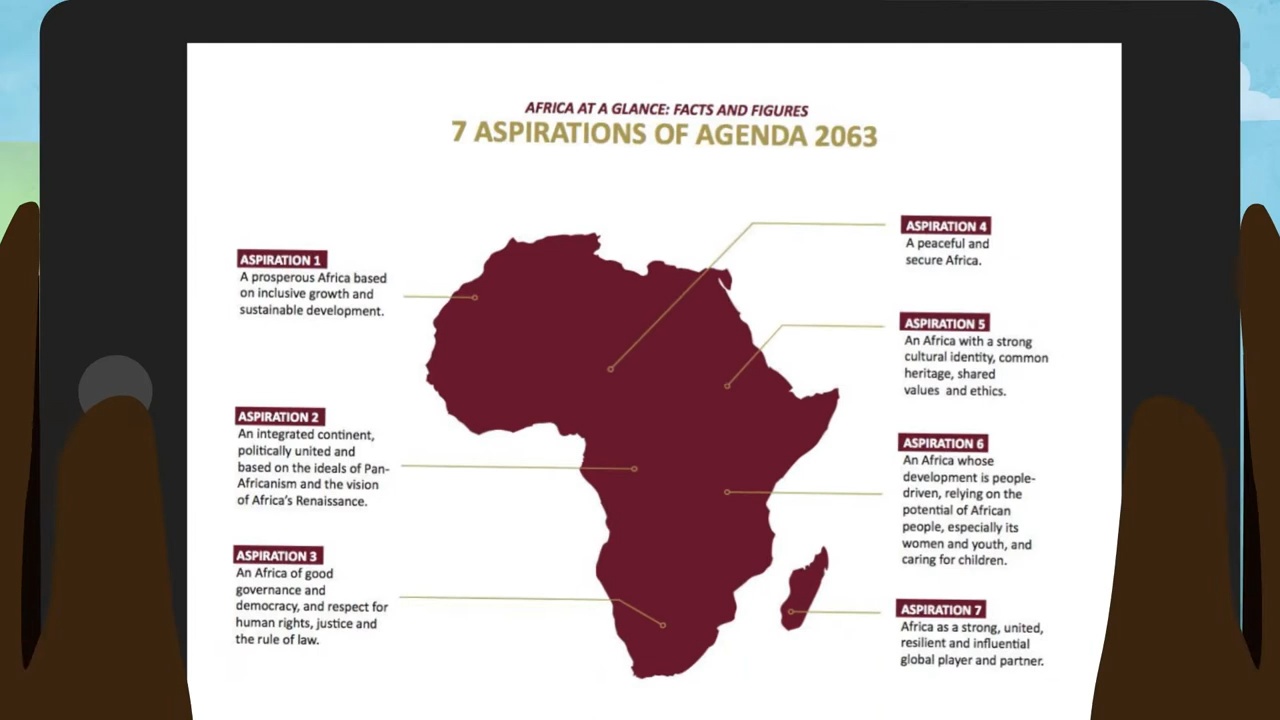 AFRICA AT A GLANCE: FACTS AND FIGURES
7 ASPIRATIONS OF AGENDA 2063
ASPIRATION 1
A prosperous Africa based
on inclusive growth and
sustainable development.
ASPIRATION 2
An integrated continent,
politically united and
based on the ideals of Pan-
Africanism and the vision
of Africa's Renaissance.
ASPIRATION 3
An Africa of good
governance and
democracy, and respect for
human rights, justice and
the rule of law.
ASPIRATION 4
A peaceful and
secure Africa.
ASPIRATION 5
An Africa with a strong
cultural identity, common
heritage, shared
values and ethics.
ASPIRATION 6
An Africa whose
development is people-
driven, relying on the
potential of African
people, especially its
women and youth, and
caring for children.
ASPIRATION 7
Africa as a strong, united,
resilient and influential
global player and partner.